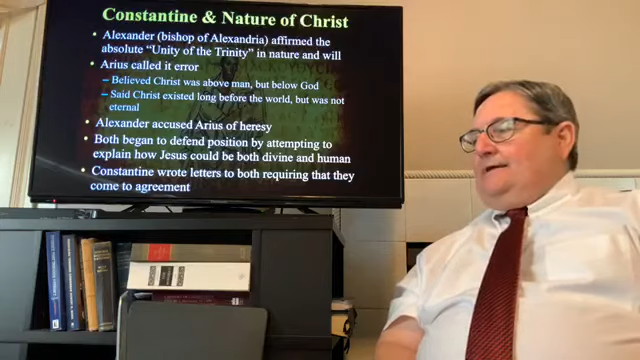 Constantine & Nature of Christ
• Alexander (bishop of Alexandria) affirmed the
absolute “Unity of the Trinity” in nature and will
• Arius called it error
– Believed Christ was above man, but below God
– Said Christ existed long before the world, but was not
eternal
• Alexander accused Arius of heresy
• Both began to defend position by attempting to
explain how Jesus could be both divine and human
• Constantine wrote letters to both requiring that they
come to agreement